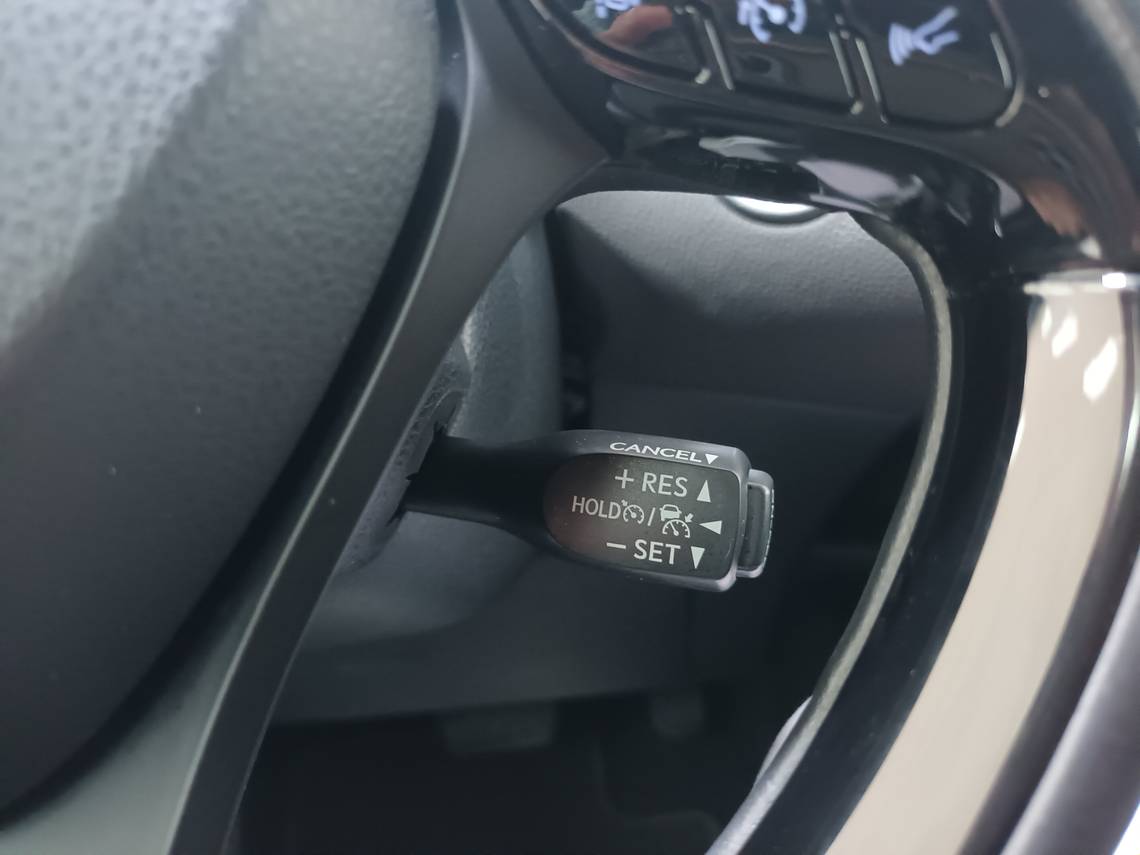 CANCEL▼
+ RES ▲
HOLD / ◄
− SET ▼